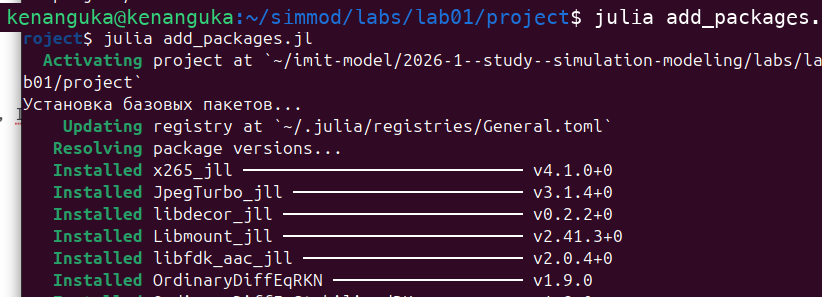 kenanguka@kenanguka:~/simmod/labs/lab01/project$ julia add_packages.
roject$ julia add_packages.jl
Activating project at `~/imit-model/2026-1--study--simulation-modeling/labs/la
b01/project`
Установка базовых пакетов...
Updating registry at `~/.julia/registries/General.toml`
Resolving package versions...
Installed x265_jll ───────────────────────────── v4.1.0+0
Installed JpegTurbo_jll ──────────────────────── v3.1.4+0
Installed libdecor_jll ───────────────────────── v0.2.2+0
Installed Libmount_jll ───────────────────────── v2.41.3+0
Installed libfdk_aac_jll ─────────────────────── v2.0.4+0
Installed OrdinaryDiffEqRKN ──────────────────── v1.9.0